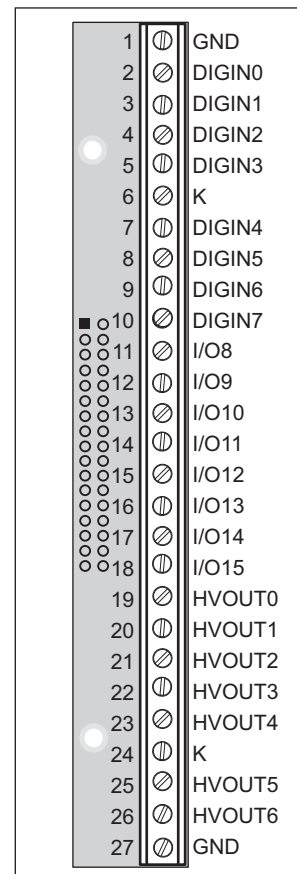 1 GND
2 DIGIN0
3 DIGIN1
4 DIGIN2
5 DIGIN3
6 K
7 DIGIN4
8 DIGIN5
9 DIGIN6
10 DIGIN7
11 I/O8
12 I/O9
13 I/O10
14 I/O11
15 I/O12
16 I/O13
17 I/O14
18 I/O15
19 HVOUT0
20 HVOUT1
21 HVOUT2
22 HVOUT3
23 HVOUT4
24 K
25 HVOUT5
26 HVOUT6
27 GND